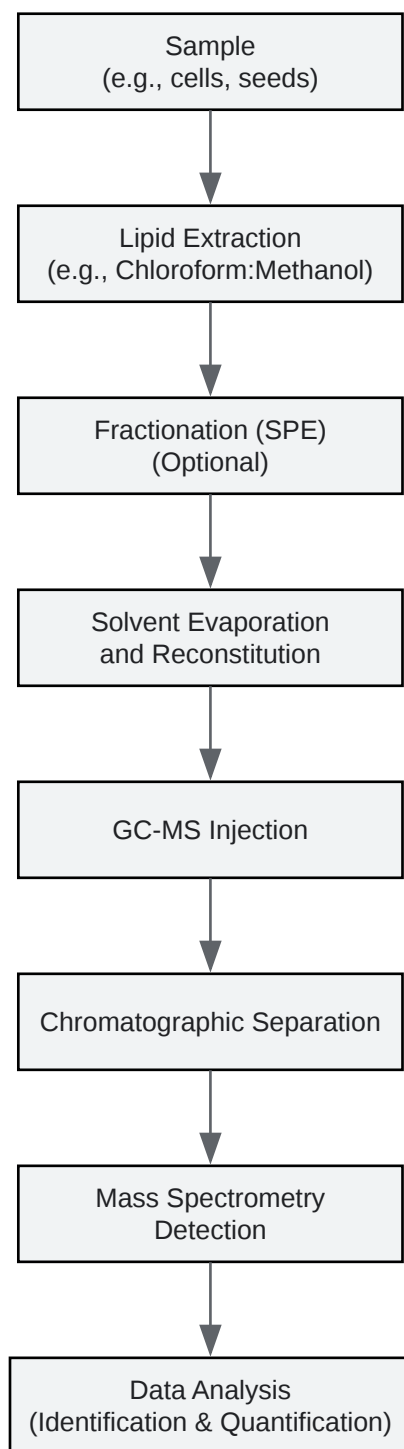 Sample
(e.g., cells, seeds)
Lipid Extraction
(e.g., Chloroform:Methanol)
Fractionation (SPE)
(Optional)
Solvent Evaporation
and Reconstitution
GC-MS Injection
Chromatographic Separation
Mass Spectrometry
Detection
Data Analysis
(Identification & Quantification)